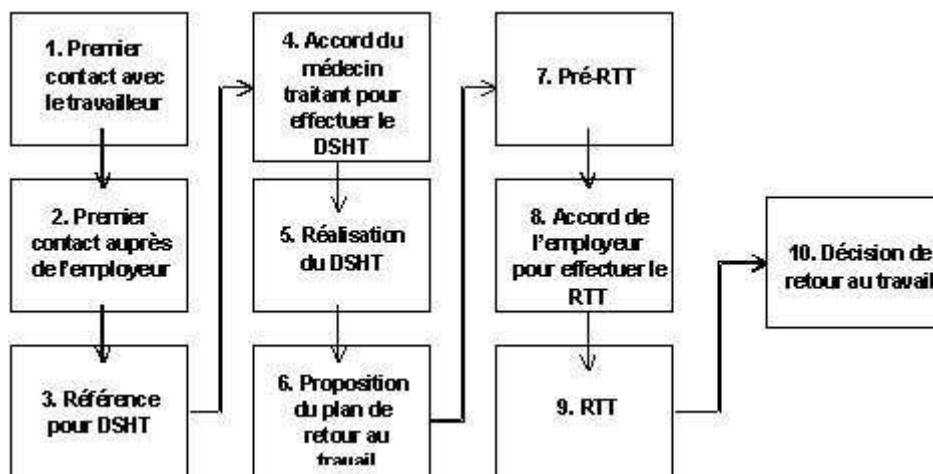 1. Premier
contact avec
le travailleur
2. Premier
contact auprès
de l'employeur
3. Référence
pour DSHT
4. Accord du
médecin
traitant pour
effectuer le
DSHT
5. Réalisation
du DSHT
6. Proposition
du plan de
retour au
travail
7. Pré-RTT
8. Accord de
l'employeur
pour effectuer le
RTT
9. RTT
10. Décision de
retour au travail